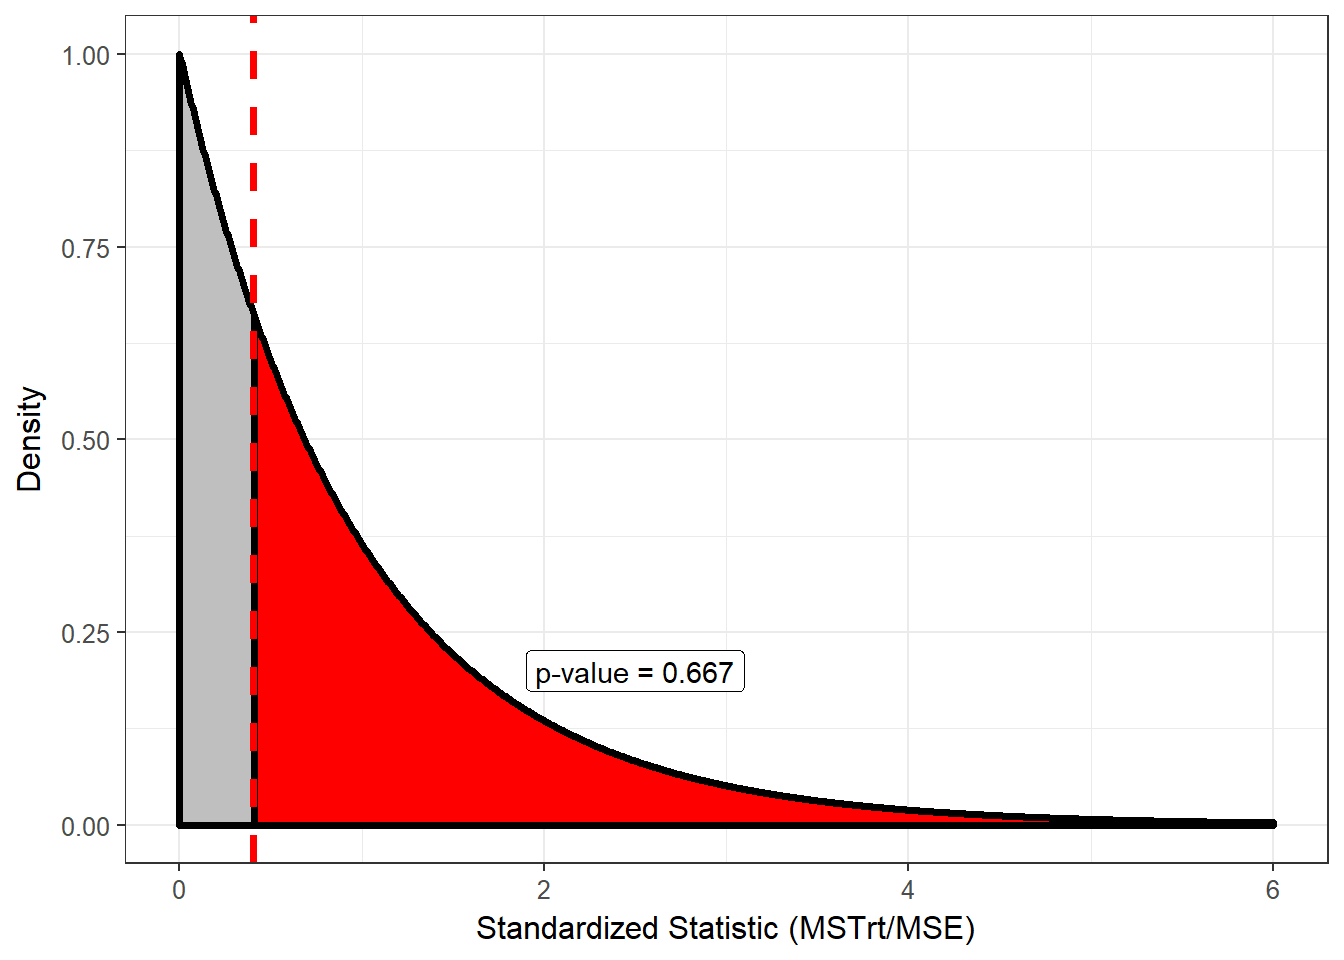 1.00
0.75
0.50
0.25
0.00
Density
p-value = 0.667
0 2 4 6
Standardized Statistic (MSTrt/MSE)